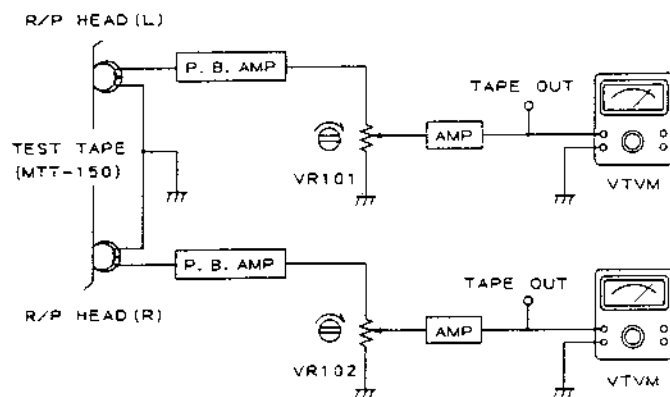 R/P HEAD(L)
P. B. AMP
TAPE OUT
AMP
TEST TAPE
(MTT-150)
VR101
VTVM
P. B. AMP
TAPE OUT
R/P HEAD(R)
AMP
VR102
VTVM